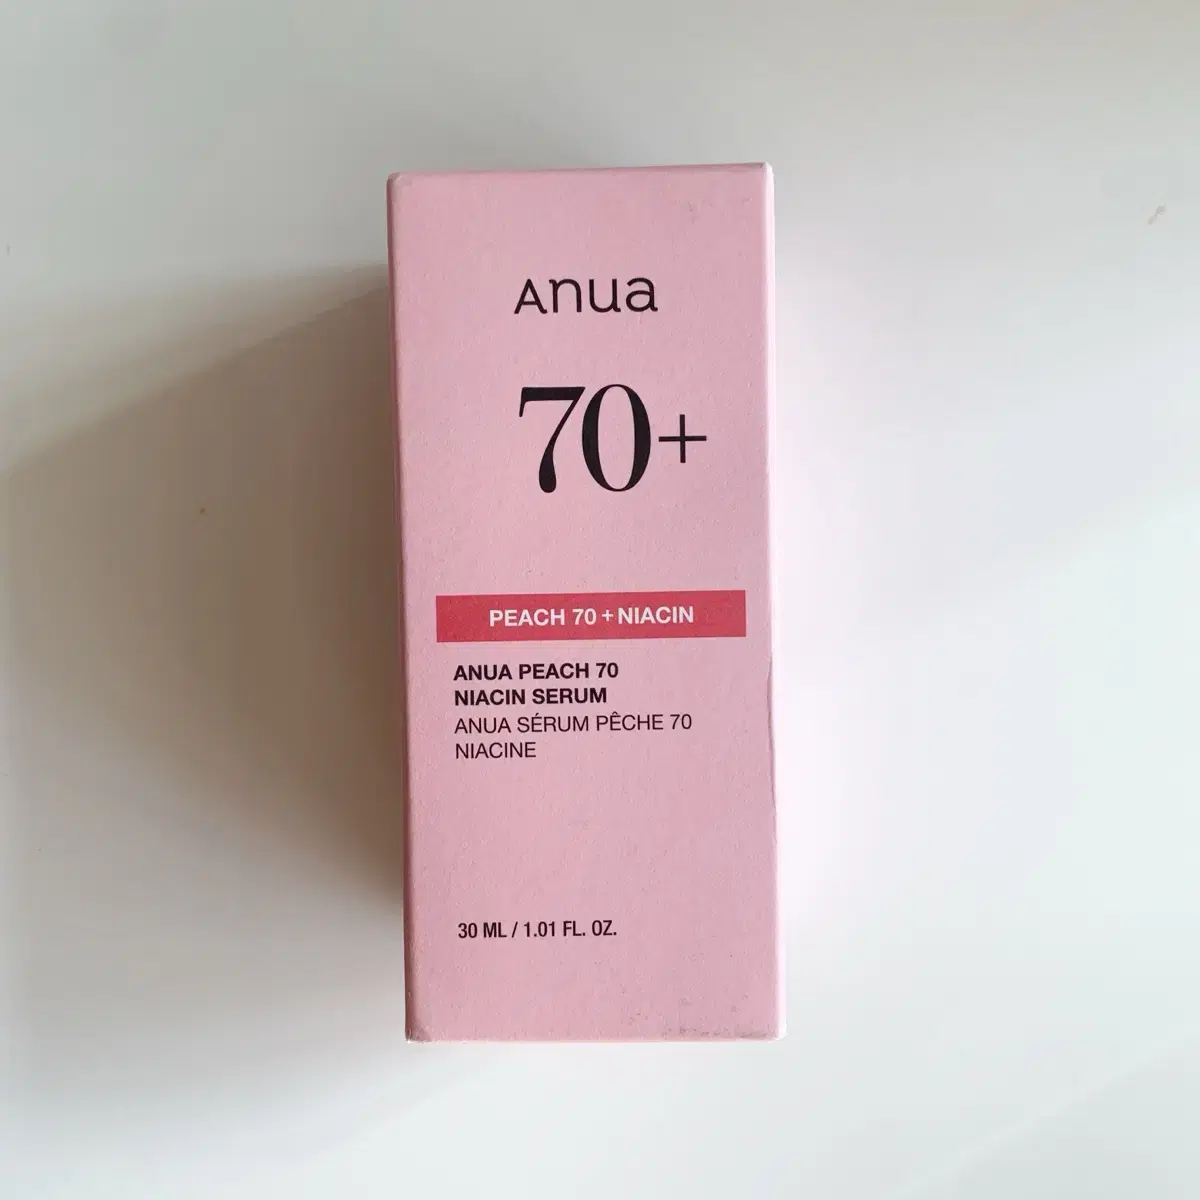 Anua
70+
PEACH 70 + NIACIN
ANUA PEACH 70
NIACIN SERUM
ANUA SÉRUM PÊCHE 70
NIACINE
30 ML / 1.01 FL. OZ.